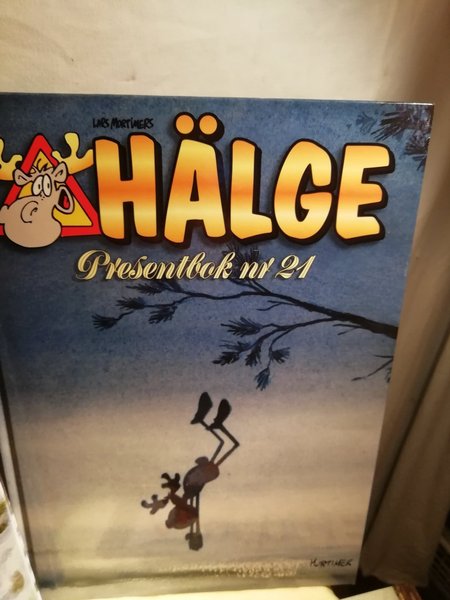 LARS MORTIMERS
HÄLGE
Presentbok nr 21
MORTIMER